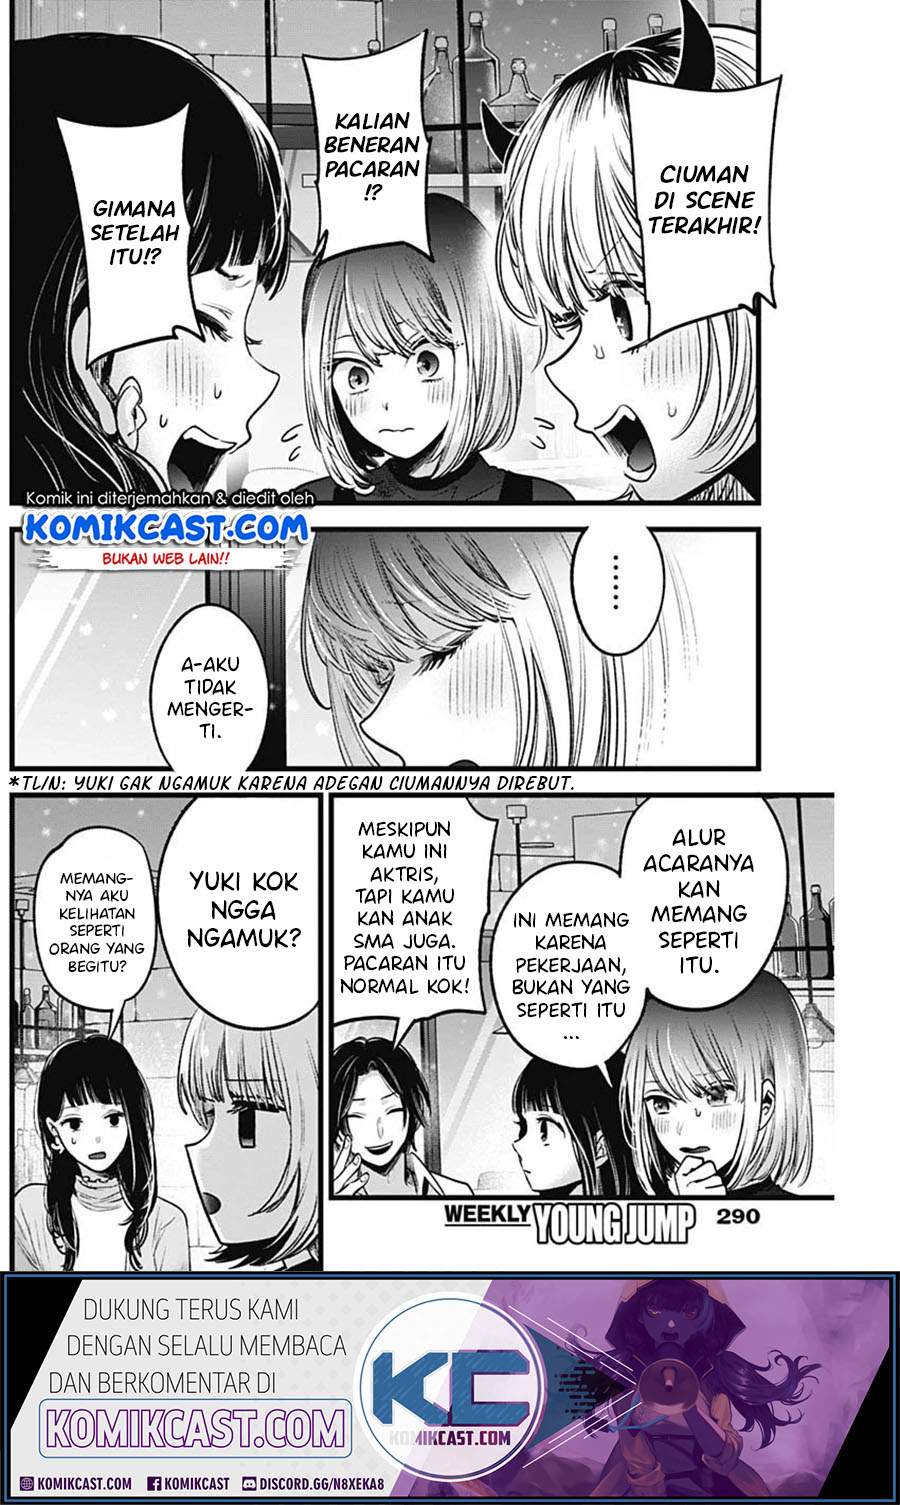 CIUMAN
DI SCENE
TERAKHIR!
KALIAN
BENERAN
PACARAN
!?
GIMANA
SETELAH
ITU!?
Komik ini diterjemahkan & diedit oleh
KOMIKCAST.COM
BUKAN WEB LAIN!!
......
A-AKU
TIDAK
MENGER-
TI.
*TL/N: YUKI GAK NGAMUK KARENA ADEGAN CIUMANNYA DIREBUT.
ALUR
ACARANYA
KAN
MEMANG
SEPERTI
ITU.
INI MEMANG
KARENA
PEKERJAAN,
BUKAN YANG
SEPERTI ITU
...
MESKIPUN
KAMU INI
AKTRIS,
TAPI KAMU
KAN ANAK
SMA JUGA.
PACARAN ITU
NORMAL KOK!
YUKI KOK
NGGA
NGAMUK?
MEMANG-
NYA AKU
KELIHATAN
SEPERTI
ORANG YANG
BEGITU?
WEEKLY YOUNG JUMP 290
DUKUNG TERUS KAMI
DENGAN SELALU MEMBACA
DAN BERKOMENTAR DI
KOMIKCAST.COM
KC
KOMIKCAST.COM
KOMIKCAST.COM KOMIKCAST DISCORD.GG/N8XEKA8